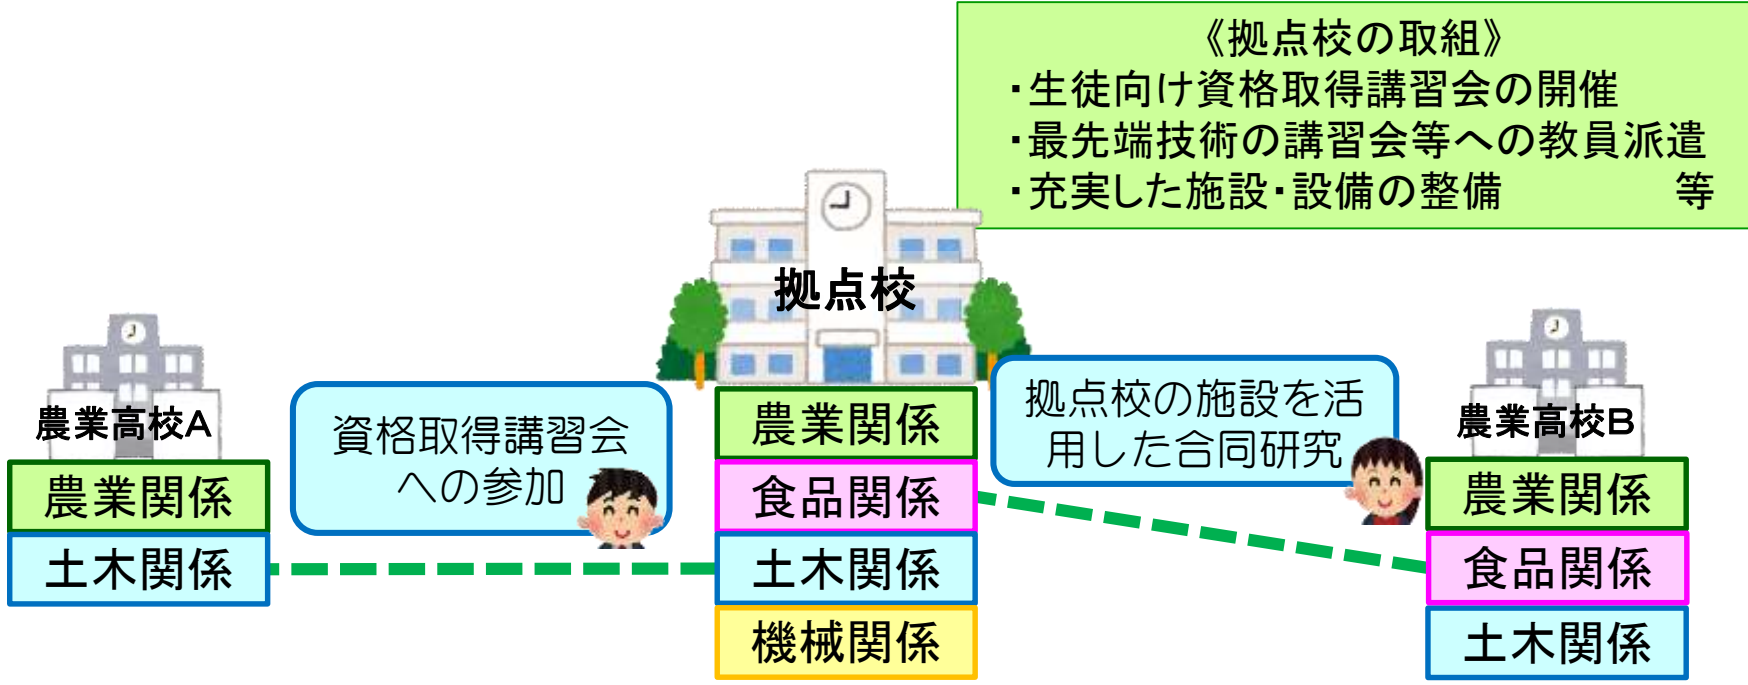 《拠点校の取組》
・生徒向け資格取得講習会の開催
・最先端技術の講習会等への教員派遣
・充実した施設・設備の整備　　　　等
拠点校
農業関係
食品関係
土木関係
機械関係
農業高校A
農業関係
土木関係
資格取得講習会
への参加
拠点校の施設を活
用した合同研究
農業高校B
農業関係
食品関係
土木関係